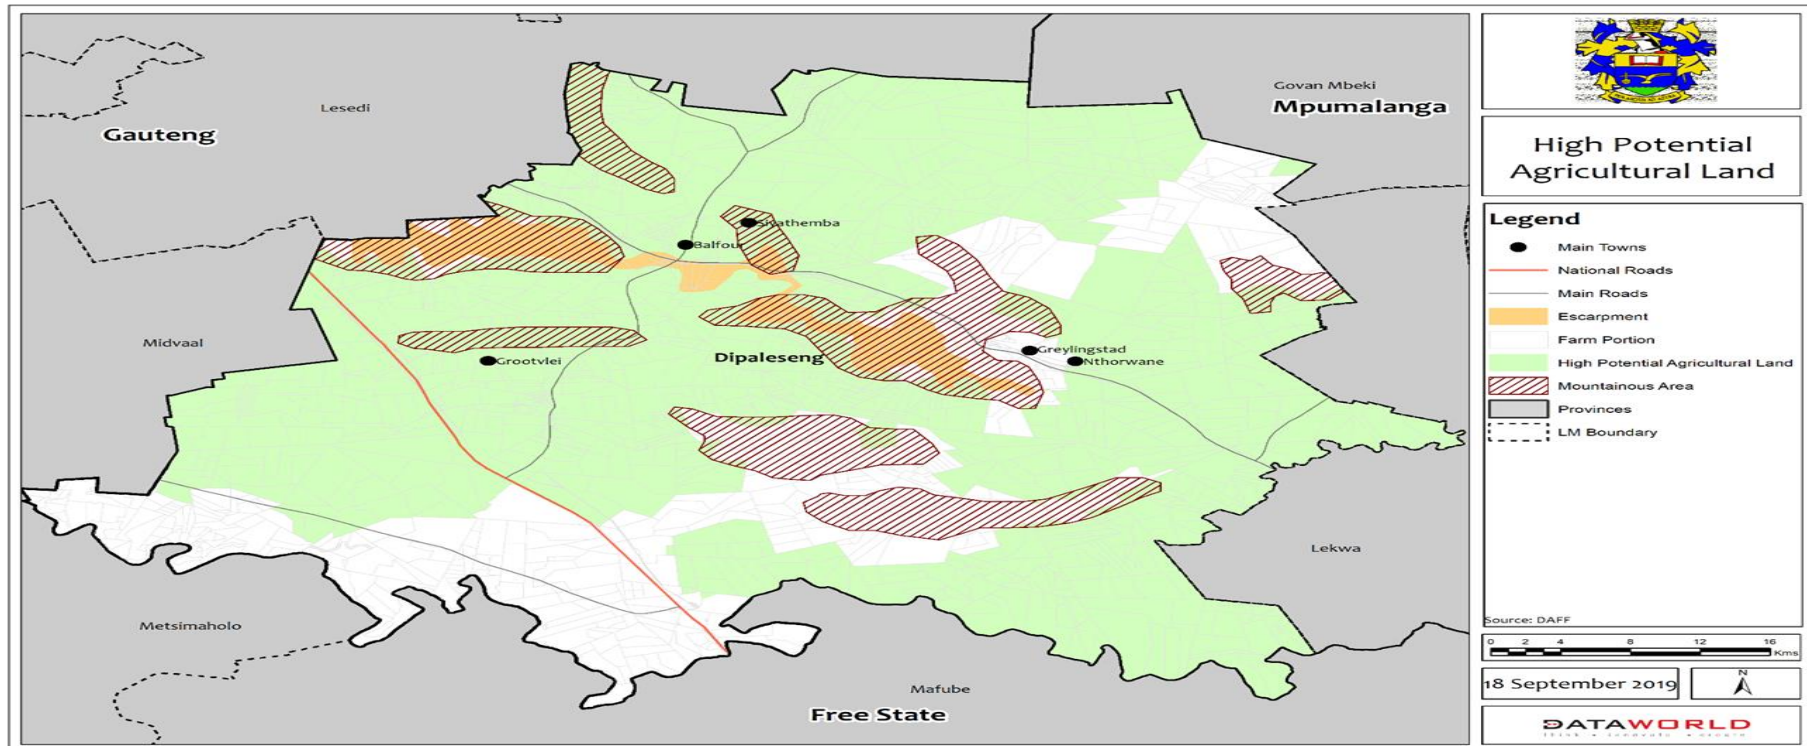 Lesedi
Gauteng
Govan Mbeki
Mpumalanga
Siyathemba
Balfour
Midvaal
Grootvlei
Dipaleseng
Greylingstad
Nthorwane
Lekwa
Metsimaholo
Mafube
Free State
High Potential
Agricultural Land
Legend
Main Towns
National Roads
Main Roads
Escarpment
Farm Portion
High Potential Agricultural Land
Mountainous Area
Provinces
LM Boundary
Source: DAFF
0 2 4 8 12 16
Kms
18 September 2019
N
DATAWORLD